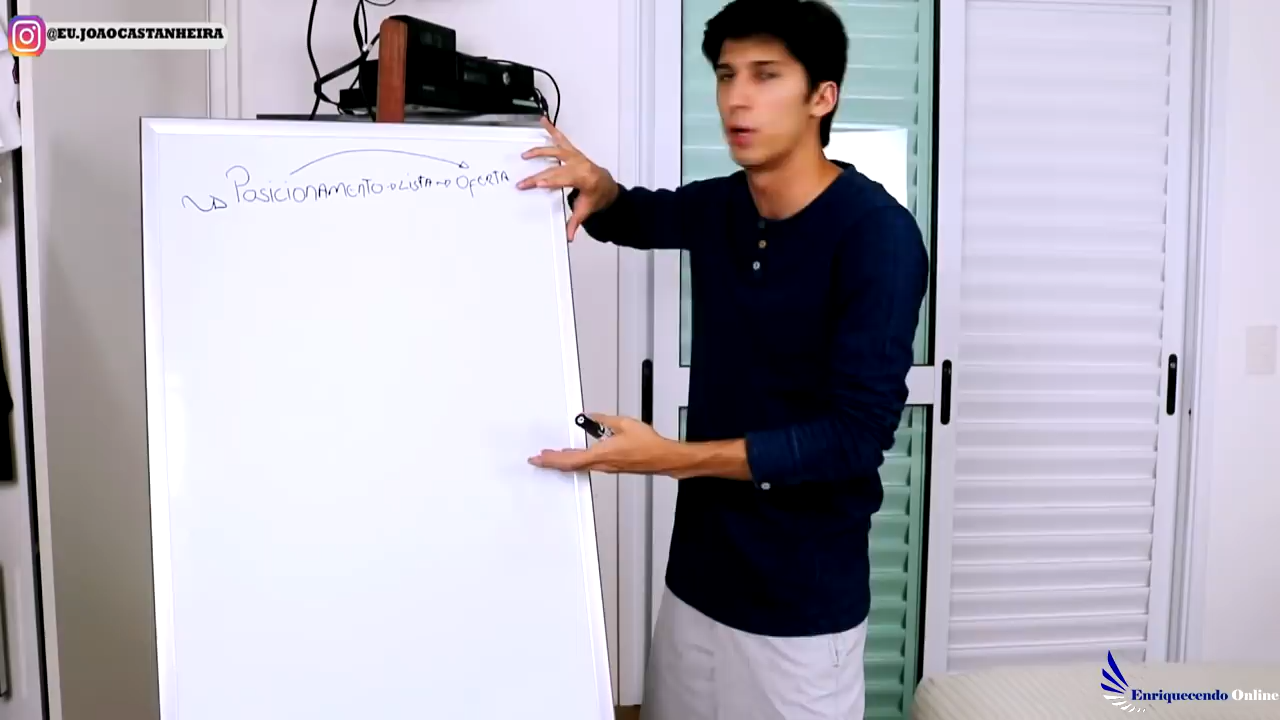 @EU.JOAOCASTANHEIRA
POSICIONAMENTO → LISTA → OFERTA
Enriquecendo Online